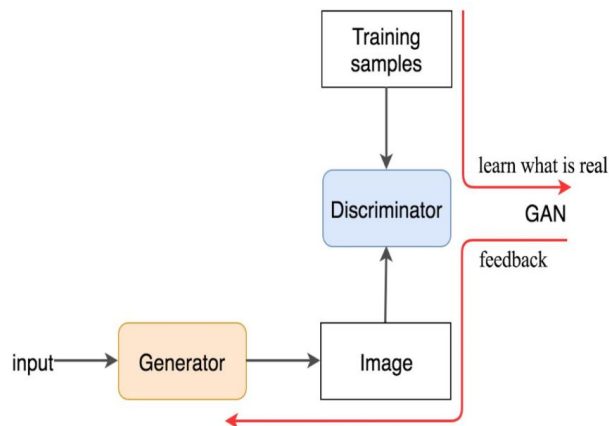 Training
samples
learn what is real
Discriminator
GAN
feedback
input
Generator
Image